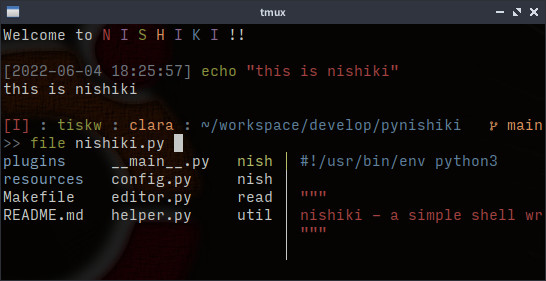 tmux
Welcome to N I S H I K I !!
[2022-06-04 18:25:57] echo "this is nishiki"
this is nishiki
[I] : tiskw : clara : ~/workspace/develop/pynishiki main
>> file nishiki.py
plugins __main__.py nish #!/usr/bin/env python3
resources config.py nish
Makefile editor.py read """
README.md helper.py util nishiki - a simple shell wr
"""